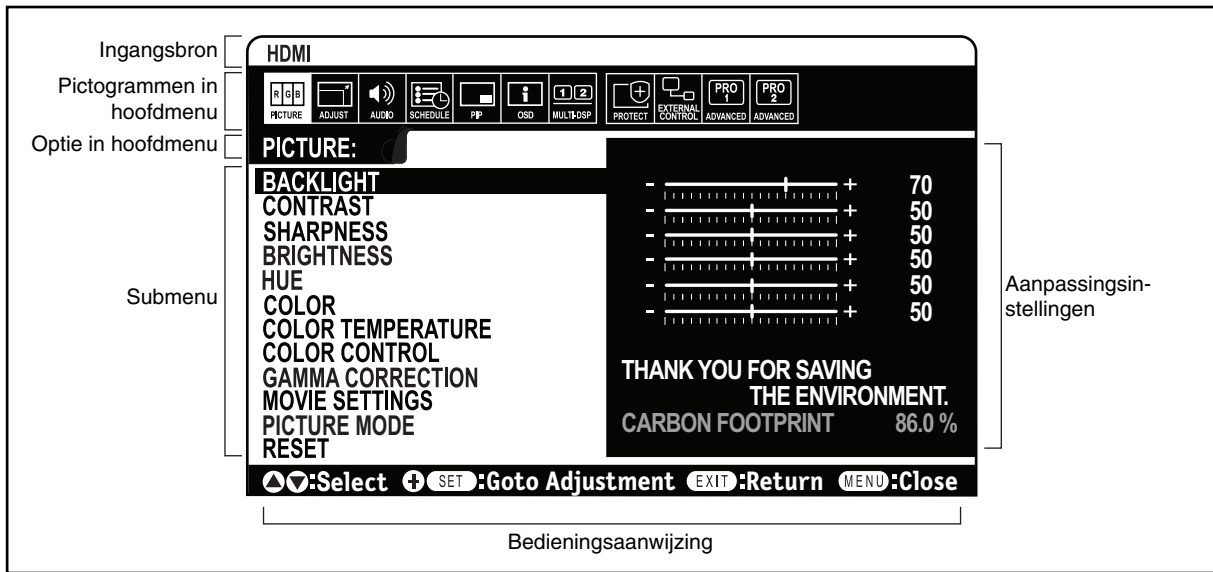 Ingangsbron
HDMI
Pictogrammen in
hoofdmenu
R G B
PICTURE
ADJUST
AUDIO
SCHEDULE
PIP
i
OSD
1 2
MULTI-DSP
PROTECT
EXTERNAL
CONTROL
PRO
1
ADVANCED
PRO
2
ADVANCED
Optie in hoofdmenu
PICTURE:
Submenu
BACKLIGHT - + 70
CONTRAST - + 50
SHARPNESS - + 50
BRIGHTNESS - + 50
HUE - + 50
COLOR - + 50
COLOR TEMPERATURE
COLOR CONTROL
GAMMA CORRECTION
MOVIE SETTINGS
PICTURE MODE
RESET
THANK YOU FOR SAVING
THE ENVIRONMENT.
CARBON FOOTPRINT 86.0 %
Aanpassingsin-
stellingen
:Select SET :Goto Adjustment EXIT :Return MENU :Close
Bedieningsaanwijzing